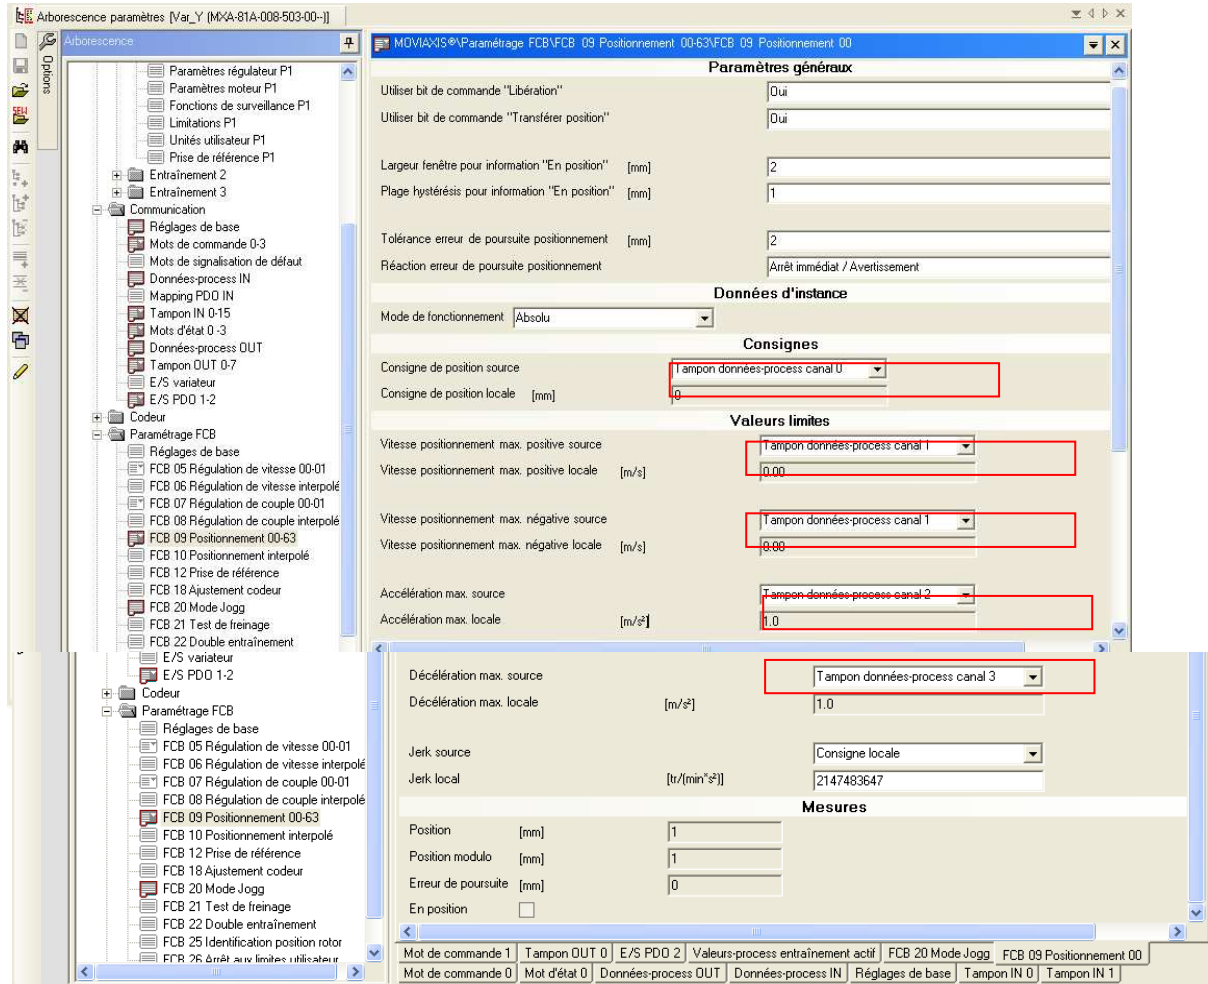 Arborescence paramètres [Var_Y (MXA-81A-008-503-00--)]
Options
Arborescence
Paramètres régulateur P1
Paramètres moteur P1
Fonctions de surveillance P1
Limitations P1
Unités utilisateur P1
Prise de référence P1
Entraînement 2
Entraînement 3
Communication
Réglages de base
Mots de commande 0-3
Mots de signalisation de défaut
Données-process IN
Mapping PDO IN
Tampon IN 0-15
Mots d'état 0 -3
Données-process OUT
Tampon OUT 0-7
E/S variateur
E/S PDO 1-2
Codeur
Paramétrage FCB
Réglages de base
FCB 05 Régulation de vitesse 00-01
FCB 06 Régulation de vitesse interpolé
FCB 07 Régulation de couple 00-01
FCB 08 Régulation de couple interpolé
FCB 09 Positionnement 00-63
FCB 10 Positionnement interpolé
FCB 12 Prise de référence
FCB 18 Ajustement codeur
FCB 20 Mode Jogg
FCB 21 Test de freinage
FCB 22 Double entraînement
MOVIAXIS®\Paramétrage FCB\FCB 09 Positionnement 00-63\FCB 09 Positionnement 00
Paramètres généraux
Utiliser bit de commande "Libération" Oui
Utiliser bit de commande "Transférer position" Oui
Largeur fenêtre pour information "En position" [mm] 2
Plage hystérésis pour information "En position" [mm] 1
Tolérance erreur de poursuite positionnement [mm] 2
Réaction erreur de poursuite positionnement Arrêt immédiat / Avertissement
Données d'instance
Mode de fonctionnement Absolu
Consignes
Consigne de position source Tampon données-process canal 0
Consigne de position locale [mm] 0
Valeurs limites
Vitesse positionnement max. positive source Tampon données-process canal 1
Vitesse positionnement max. positive locale [m/s] 0.00
Vitesse positionnement max. négative source Tampon données-process canal 1
Vitesse positionnement max. négative locale [m/s] 0.00
Accélération max. source Tampon données-process canal 2
Accélération max. locale [m/s²] 1.0
E/S variateur
E/S PDO 1-2
Codeur
Paramétrage FCB
Réglages de base
FCB 05 Régulation de vitesse 00-01
FCB 06 Régulation de vitesse interpolé
FCB 07 Régulation de couple 00-01
FCB 08 Régulation de couple interpolé
FCB 09 Positionnement 00-63
FCB 10 Positionnement interpolé
FCB 12 Prise de référence
FCB 18 Ajustement codeur
FCB 20 Mode Jogg
FCB 21 Test de freinage
FCB 22 Double entraînement
FCB 25 Identification position rotor
FCB 26 Arrêt aux limites utilisateur
Décélération max. source Tampon données-process canal 3
Décélération max. locale [m/s²] 1.0
Jerk source Consigne locale
Jerk local [tr/(min*s²)] 2147483647
Mesures
Position [mm] 1
Position modulo [mm] 1
Erreur de poursuite [mm] 0
En position
Mot de commande 1 Tampon OUT 0 E/S PDO 2 Valeurs-process entraînement actif FCB 20 Mode Jogg FCB 09 Positionnement 00
Mot de commande 0 Mot d'état 0 Données-process OUT Données-process IN Réglages de base Tampon IN 0 Tampon IN 1